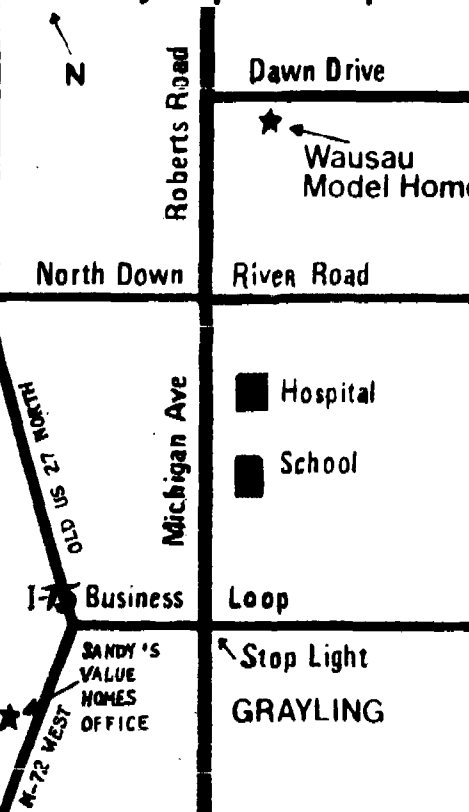 N
Roberts Road
Dawn Drive
Wausau
Model Hom
North Down River Road
OLD US 27 NORTH
Michigan Ave
Hospital
School
I-75 Business Loop
SANDY'S
VALUE
HOMES
OFFICE
Stop Light
GRAYLING
M-72 WEST